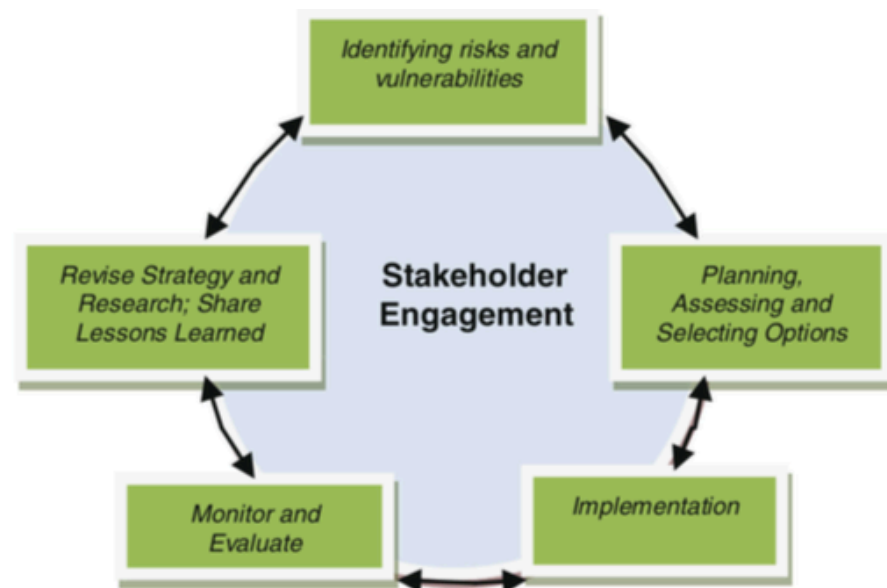 Identifying risks and
vulnerabilities
Revise Strategy and
Research; Share
Lessons Learned
Stakeholder
Engagement
Planning,
Assessing and
Selecting Options
Monitor and
Evaluate
Implementation